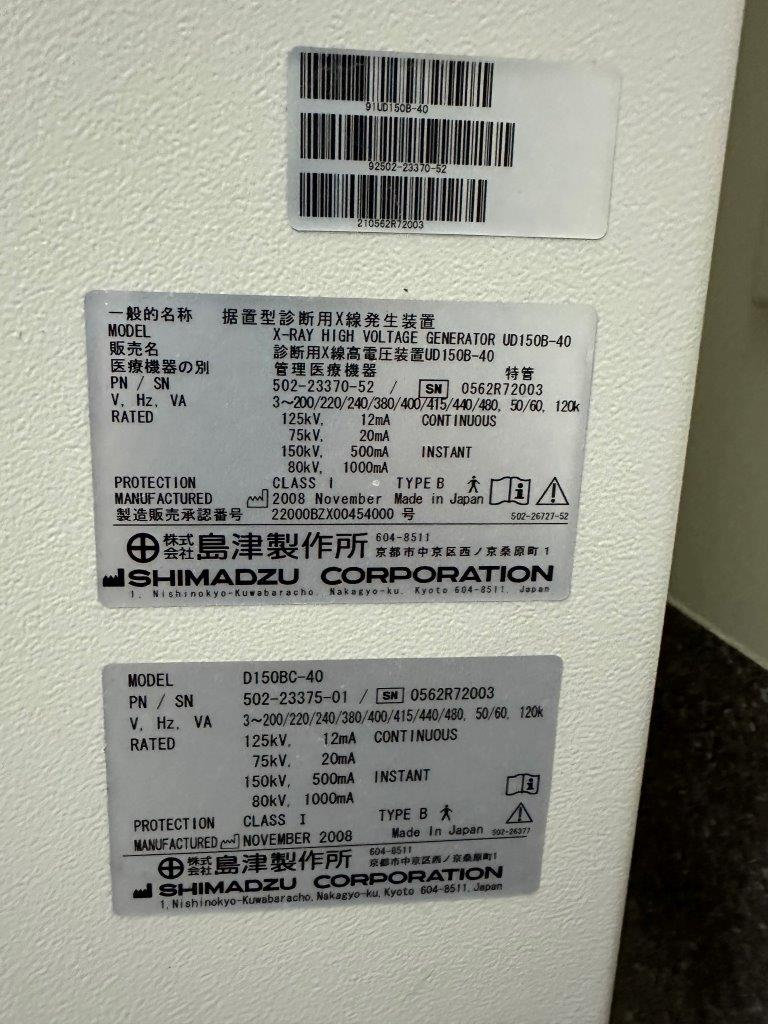 91UD150B-40
92502-23370-52
210562R72003
一般的名称 据置型診断用X線発生装置
MODEL X-RAY HIGH VOLTAGE GENERATOR UD150B-40
販売名 診断用X線高電圧装置UD150B-40
医療機器の別 管理医療機器 特管
PN / SN 502-23370-52 / SN 0562R72003
V, Hz, VA 3~200/220/240/380/400/415/440/480, 50/60, 120k
RATED 125kV, 12mA CONTINUOUS
75kV, 20mA
150kV, 500mA INSTANT
80kV, 1000mA
PROTECTION CLASS I TYPE B
MANUFACTURED 2008 November Made in Japan
製造販売承認番号 22000BZX00454000 号 502-26727-52
株式会社 島津製作所 604-8511
京都市中京区西ノ京桑原町1
SHIMADZU CORPORATION
1, Nishinokyo-Kuwabaracho, Nakagyo-ku, Kyoto 604-8511, Japan
MODEL D150BC-40
PN / SN 502-23375-01 / SN 0562R72003
V, Hz, VA 3~200/220/240/380/400/415/440/480, 50/60, 120k
RATED 125kV, 12mA CONTINUOUS
75kV, 20mA
150kV, 500mA INSTANT
80kV, 1000mA
PROTECTION CLASS I TYPE B
MANUFACTURED NOVEMBER 2008 Made in Japan 502-26377
株式会社 島津製作所 604-8511
京都市中京区西ノ京桑原町1
SHIMADZU CORPORATION
1, Nishinokyo-Kuwabaracho, Nakagyo-ku, Kyoto 604-8511, Japan